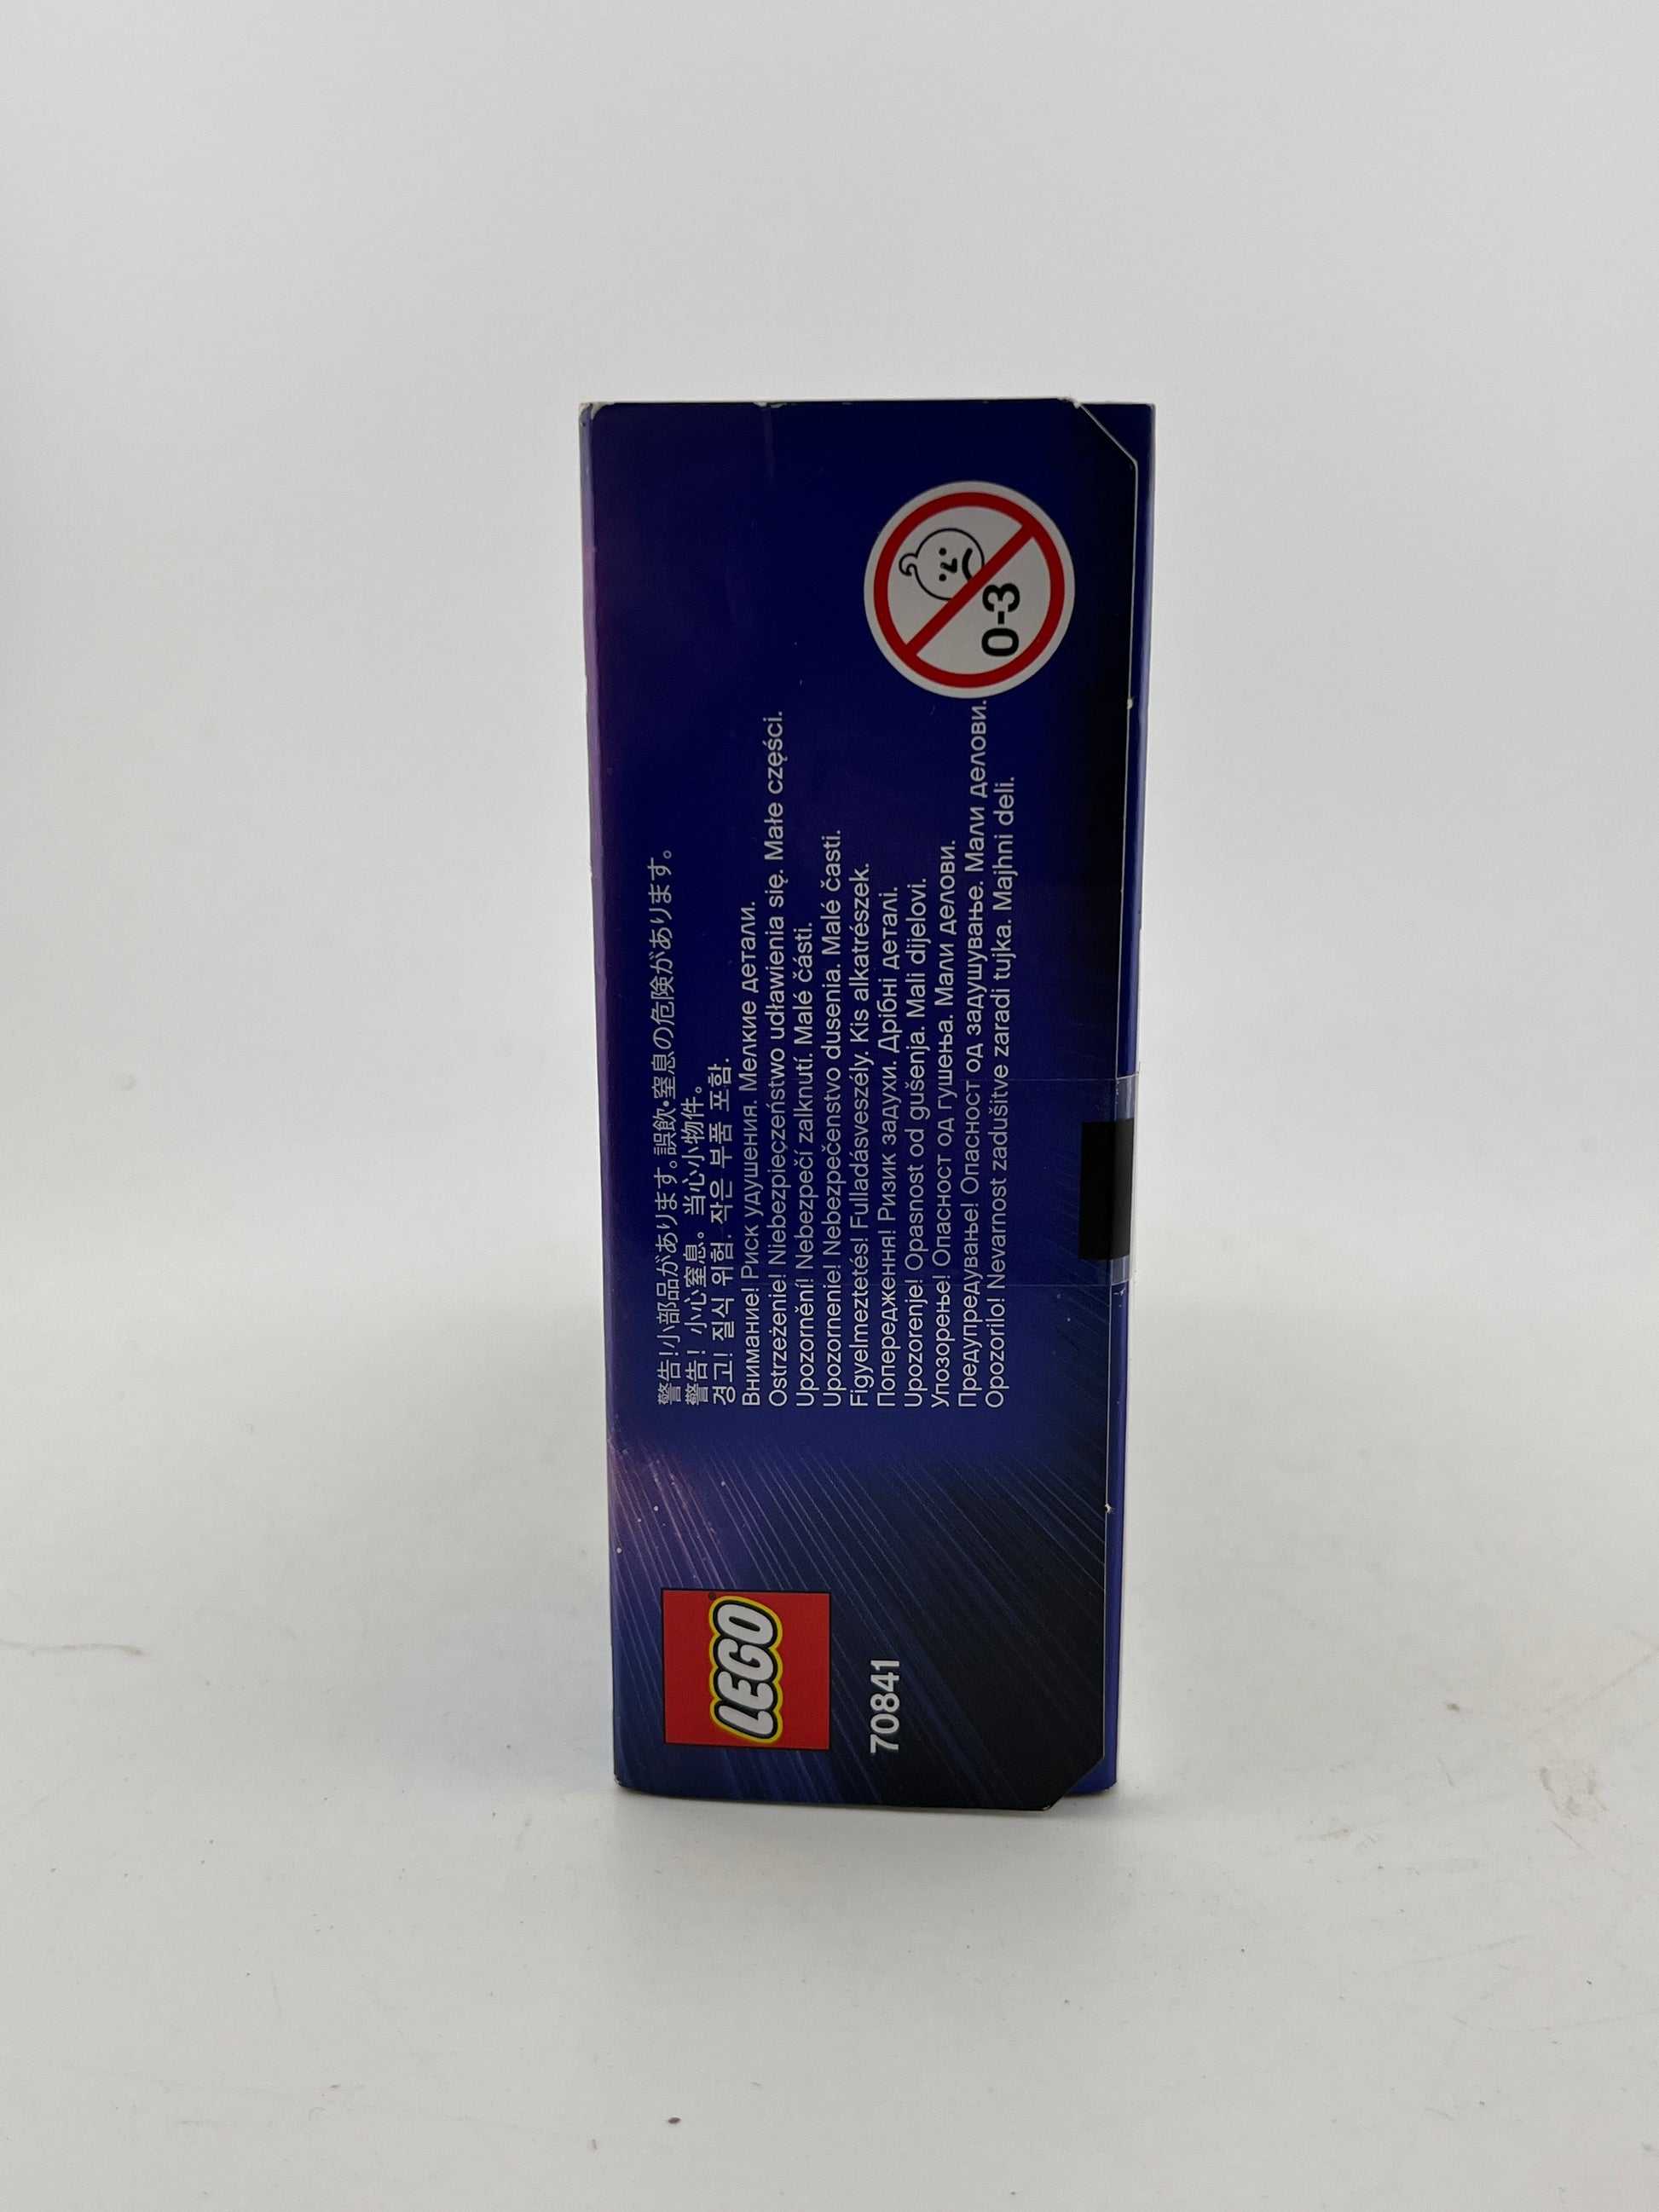 警告!小部品があります。誤飲•窒息の危険があります。
警告！小心窒息。当心小物件。
경고! 질식 위험. 작은 부품 포함.
Внимание! Риск удушения. Мелкие детали.
Ostrzeżenie! Niebezpieczeństwo udławienia się. Małe części.
Upozornění! Nebezpečí zalknutí. Malé části.
Upozornenie! Nebezpečenstvo dusenia. Malé časti.
Figyelmeztetés! Fulladásveszély. Kis alkatrészek.
Попередження! Ризик задухи. Дрібні деталі.
Upozorenje! Opasnost od gušenja. Mali dijelovi.
Упозорење! Опасност од гушења. Мали делови.
Предупредување! Опасност од задушување. Мали делови.
Opozorilo! Nevarnost zadušitve zaradi tujka. Majhni deli.
0-3
LEGO®
70841